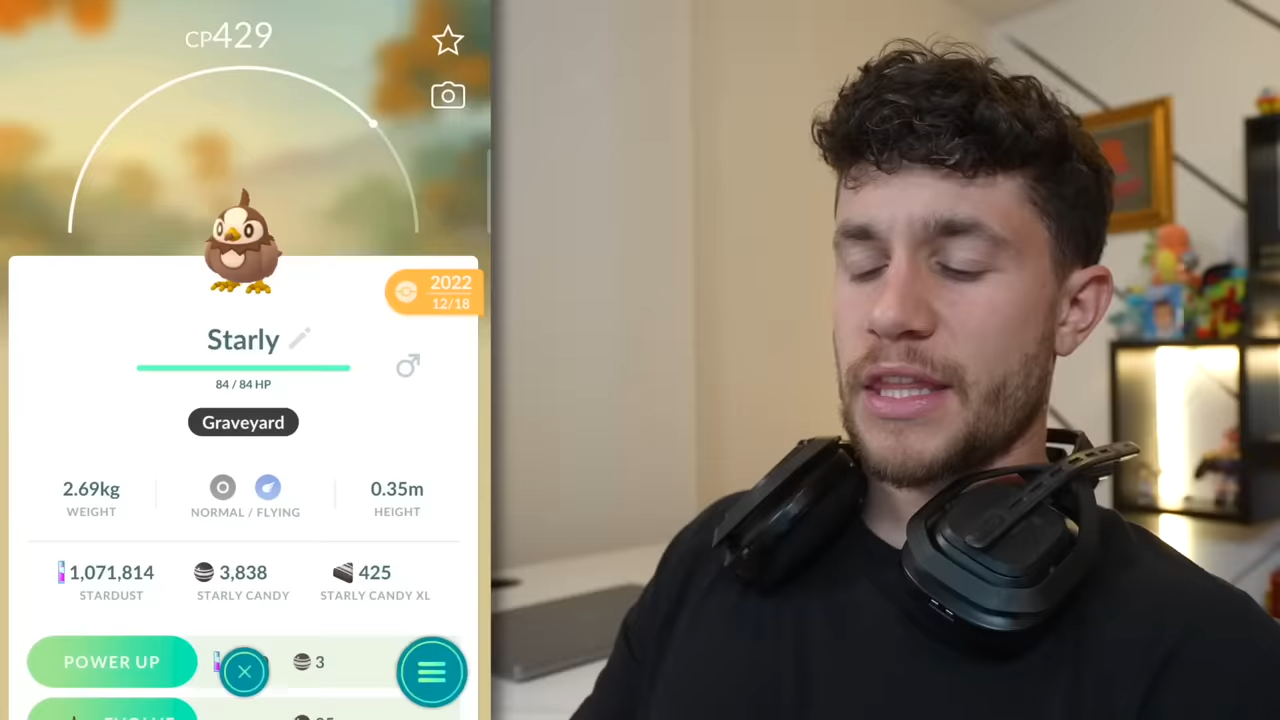 CP429
2022
12/18
Starly
84 / 84 HP
Graveyard
2.69kg
WEIGHT
NORMAL / FLYING
0.35m
HEIGHT
1,071,814
STARDUST
3,838
STARLY CANDY
425
STARLY CANDY XL
POWER UP
3